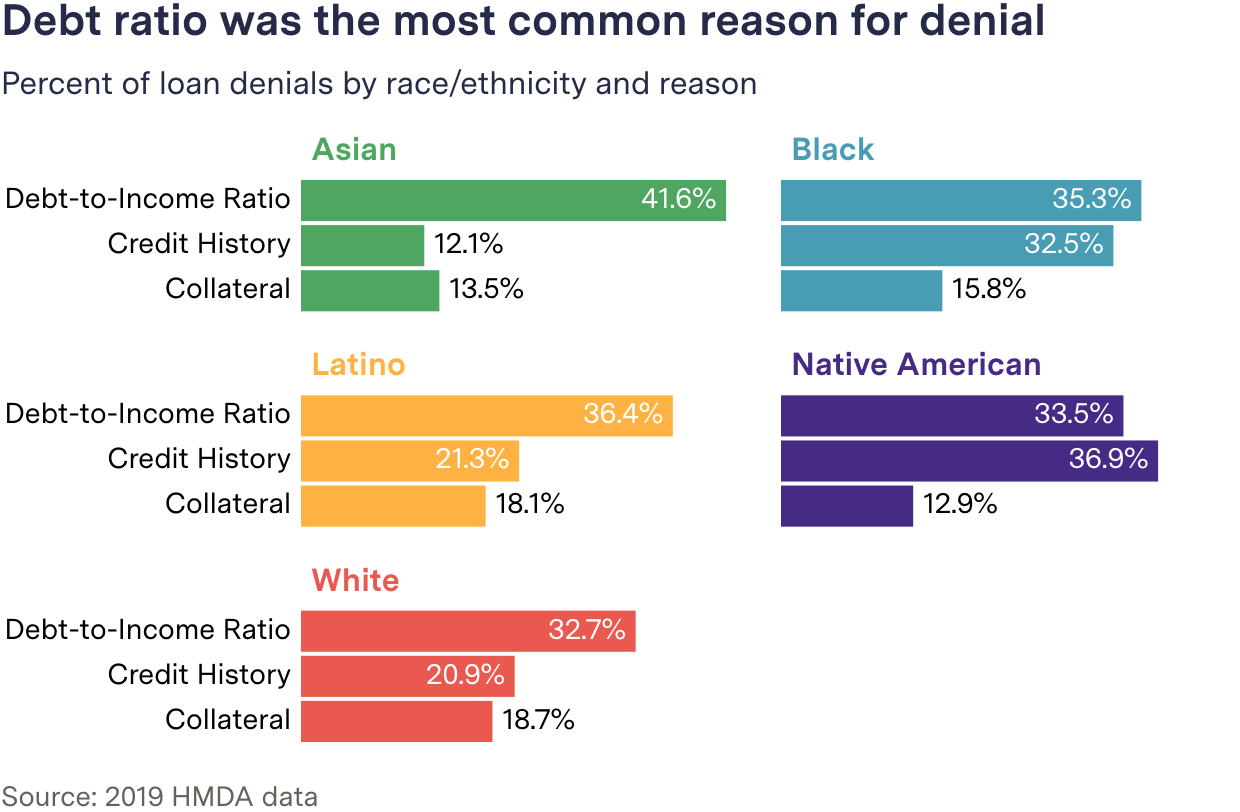 Debt ratio was the most common reason for denial
Percent of loan denials by race/ethnicity and reason
Asian
Debt-to-Income Ratio 41.6%
Credit History 12.1%
Collateral 13.5%
Black
35.3%
32.5%
15.8%
Latino
Debt-to-Income Ratio 36.4%
Credit History 21.3%
Collateral 18.1%
Native American
33.5%
36.9%
12.9%
White
Debt-to-Income Ratio 32.7%
Credit History 20.9%
Collateral 18.7%
Source: 2019 HMDA data